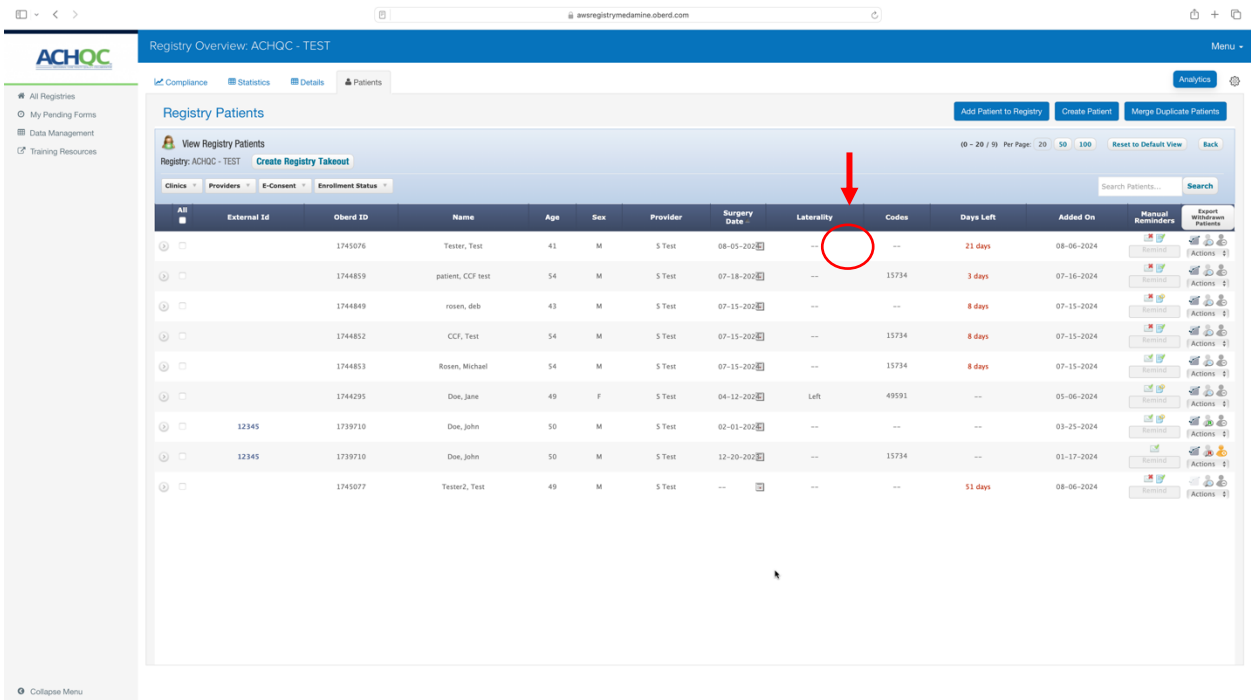 awsregistrymedamine.oberd.com
ACHQC
Registry Overview: ACHQC - TEST
Menu
All Registries
My Pending Forms
Data Management
Training Resources
Compliance Statistics Details Patients
Analytics
Registry Patients
Add Patient to Registry Create Patient Merge Duplicate Patients
View Registry Patients
(0 - 20 / 9) Per Page: 20 50 100 Reset to Default View Back
Registry: ACHQC - TEST Create Registry Takeout
Clinics Providers E-Consent Enrollment Status
Search Patients... Search
All External Id Oberd ID Name Age Sex Provider Surgery Date Laterality Codes Days Left Added On Manual Reminders Export Withdrawn Patients
1745076 Tester, Test 41 M S Test 08-05-202 -- -- 21 days 08-06-2024 Remind Actions
1744859 patient, CCF test 54 M S Test 07-18-202 -- 15734 3 days 07-16-2024 Remind Actions
1744849 rosen, deb 43 M S Test 07-15-202 -- -- 8 days 07-15-2024 Remind Actions
1744852 CCF, Test 54 M S Test 07-15-202 -- 15734 8 days 07-15-2024 Remind Actions
1744853 Rosen, Michael 54 M S Test 07-15-202 -- 15734 8 days 07-15-2024 Remind Actions
1744295 Doe, Jane 49 F S Test 04-12-202 Left 49591 -- 05-06-2024 Remind Actions
12345 1739710 Doe, John 50 M S Test 02-01-202 -- -- -- 03-25-2024 Remind Actions
12345 1739710 Doe, John 50 M S Test 12-20-202 -- 15734 -- 01-17-2024 Remind Actions
1745077 Tester2, Test 49 M S Test -- -- -- 51 days 08-06-2024 Remind Actions
Collapse Menu